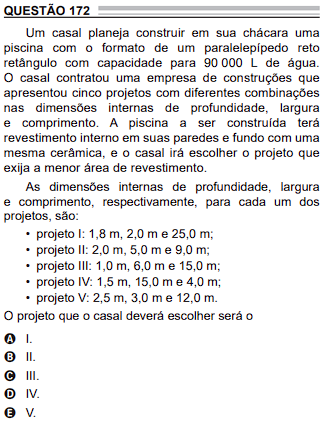 QUESTÃO 172
Um casal planeja construir em sua chácara uma
piscina com o formato de um paralelepípedo reto
retângulo com capacidade para 90 000 L de água.
O casal contratou uma empresa de construções que
apresentou cinco projetos com diferentes combinações
nas dimensões internas de profundidade, largura
e comprimento. A piscina a ser construída terá
revestimento interno em suas paredes e fundo com uma
mesma cerâmica, e o casal irá escolher o projeto que
exija a menor área de revestimento.
As dimensões internas de profundidade, largura
e comprimento, respectivamente, para cada um dos
projetos, são:
• projeto I: 1,8 m, 2,0 m e 25,0 m;
• projeto II: 2,0 m, 5,0 m e 9,0 m;
• projeto III: 1,0 m, 6,0 m e 15,0 m;
• projeto IV: 1,5 m, 15,0 m e 4,0 m;
• projeto V: 2,5 m, 3,0 m e 12,0 m.
O projeto que o casal deverá escolher será o
A I.
B II.
C III.
D IV.
E V.